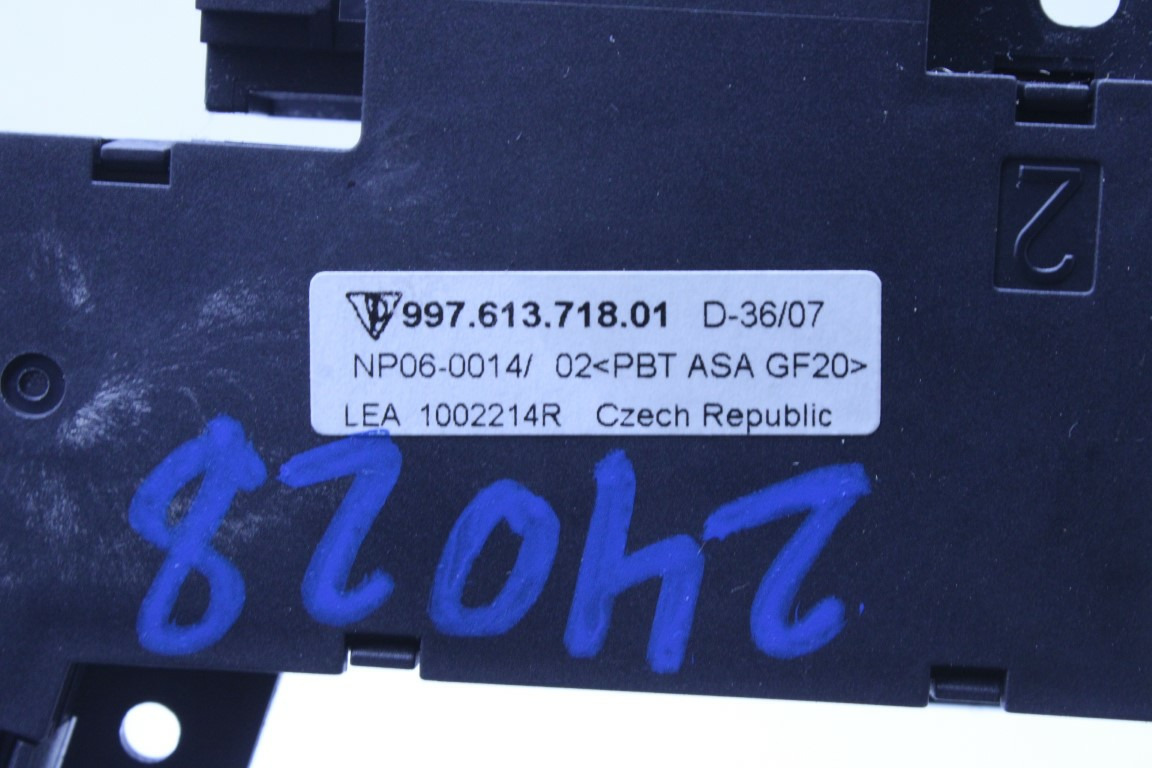 997.613.718.01 D-36/07
NP06-0014/ 02<PBT ASA GF20>
LEA 1002214R Czech Republic
24028
2